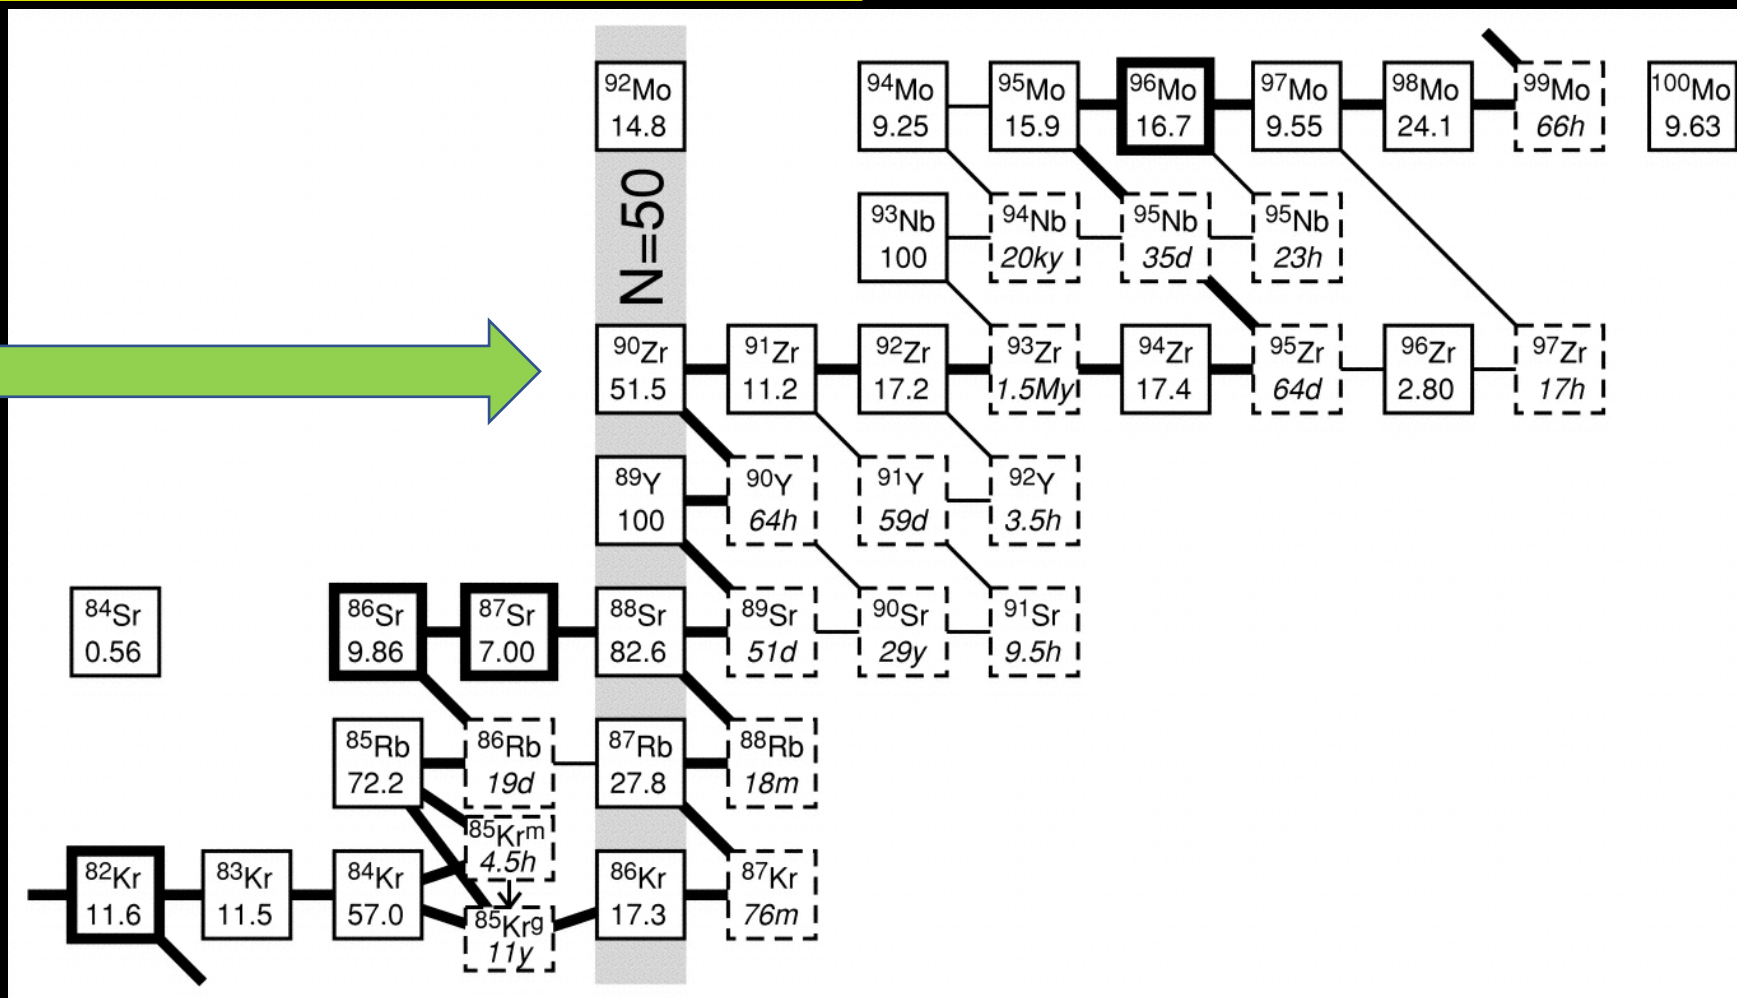 92Mo
14.8
94Mo
9.25
95Mo
15.9
96Mo
16.7
97Mo
9.55
98Mo
24.1
99Mo
66h
100Mo
9.63
N=50
93Nb
100
94Nb
20ky
95Nb
35d
95Nb
23h
90Zr
51.5
91Zr
11.2
92Zr
17.2
93Zr
1.5My
94Zr
17.4
95Zr
64d
96Zr
2.80
97Zr
17h
89Y
100
90Y
64h
91Y
59d
92Y
3.5h
84Sr
0.56
86Sr
9.86
87Sr
7.00
88Sr
82.6
89Sr
51d
90Sr
29y
91Sr
9.5h
85Rb
72.2
86Rb
19d
87Rb
27.8
88Rb
18m
85Krm
4.5h
82Kr
11.6
83Kr
11.5
84Kr
57.0
85Krg
11y
86Kr
17.3
87Kr
76m